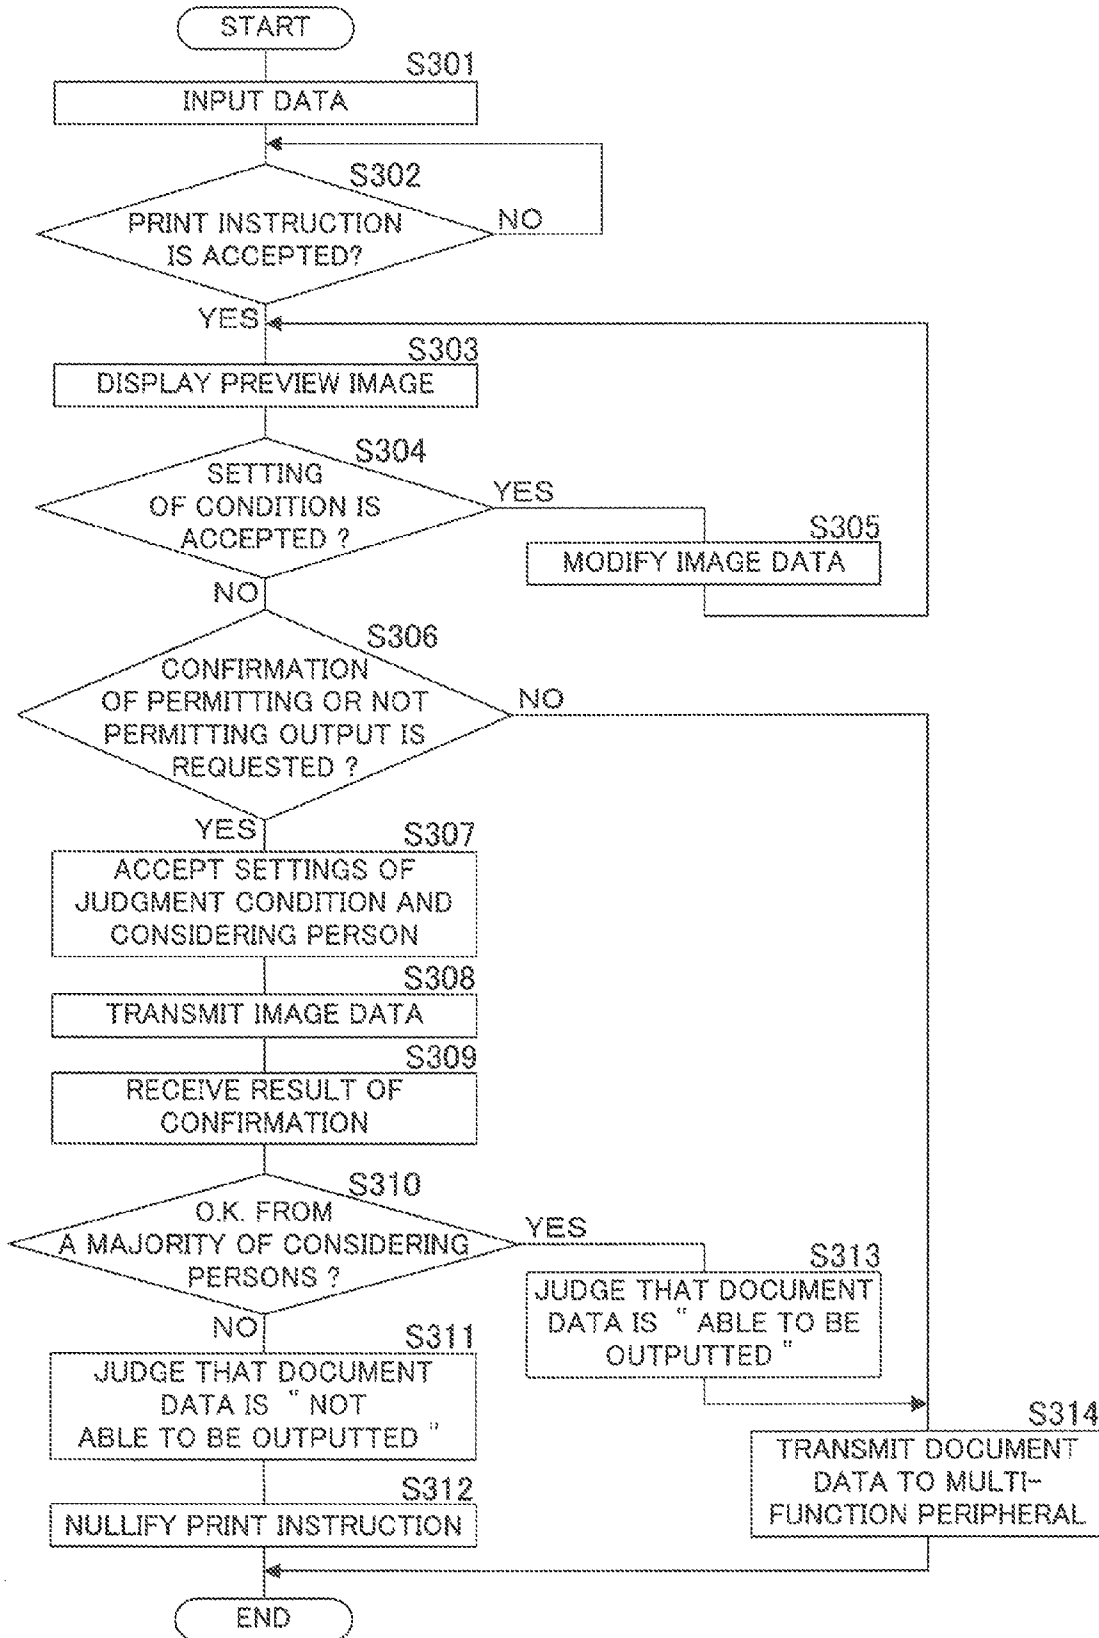 START
S301
INPUT DATA
S302
PRINT INSTRUCTION
IS ACCEPTED?
NO
YES
S303
DISPLAY PREVIEW IMAGE
S304
SETTING
OF CONDITION IS
ACCEPTED ?
YES
S305
MODIFY IMAGE DATA
NO
S306
CONFIRMATION
OF PERMITTING OR NOT
PERMITTING OUTPUT IS
REQUESTED ?
NO
YES
S307
ACCEPT SETTINGS OF
JUDGMENT CONDITION AND
CONSIDERING PERSON
S308
TRANSMIT IMAGE DATA
S309
RECEIVE RESULT OF
CONFIRMATION
S310
O.K. FROM
A MAJORITY OF CONSIDERING
PERSONS ?
YES
S313
JUDGE THAT DOCUMENT
DATA IS " ABLE TO BE
OUTPUTTED "
NO
S311
JUDGE THAT DOCUMENT
DATA IS " NOT
ABLE TO BE OUTPUTTED "
S314
TRANSMIT DOCUMENT
DATA TO MULTI-
FUNCTION PERIPHERAL
S312
NULLIFY PRINT INSTRUCTION
END